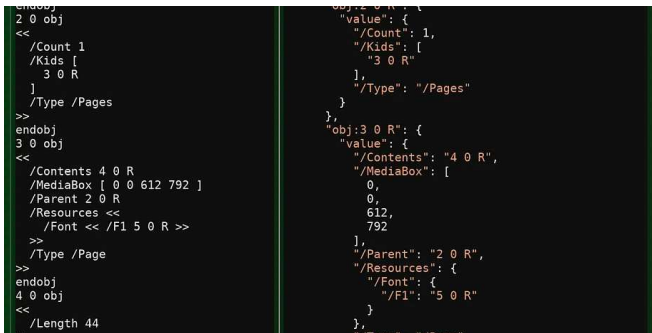 endobj
2 0 obj
<<
/Count 1
/Kids [
3 0 R
]
/Type /Pages
>>
endobj
3 0 obj
<<
/Contents 4 0 R
/MediaBox [ 0 0 612 792 ]
/Parent 2 0 R
/Resources <<
/Font << /F1 5 0 R >>
>>
/Type /Page
>>
endobj
4 0 obj
<<
/Length 44
"obj:2 0 R": {
"value": {
"/Count": 1,
"/Kids": [
"3 0 R"
],
"/Type": "/Pages"
}
},
"obj:3 0 R": {
"value": {
"/Contents": "4 0 R",
"/MediaBox": [
0,
0,
612,
792
],
"/Parent": "2 0 R",
"/Resources": {
"/Font": {
"/F1": "5 0 R"
}
},